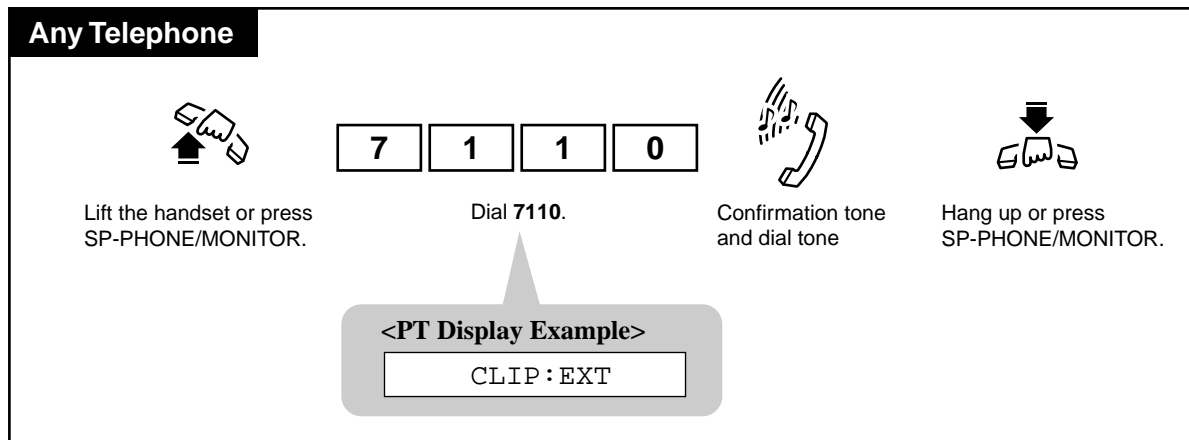 Any Telephone
7 1 1 0
Lift the handset or press
SP-PHONE/MONITOR.
Dial 7110.
Confirmation tone
and dial tone
Hang up or press
SP-PHONE/MONITOR.
<PT Display Example>
CLIP:EXT